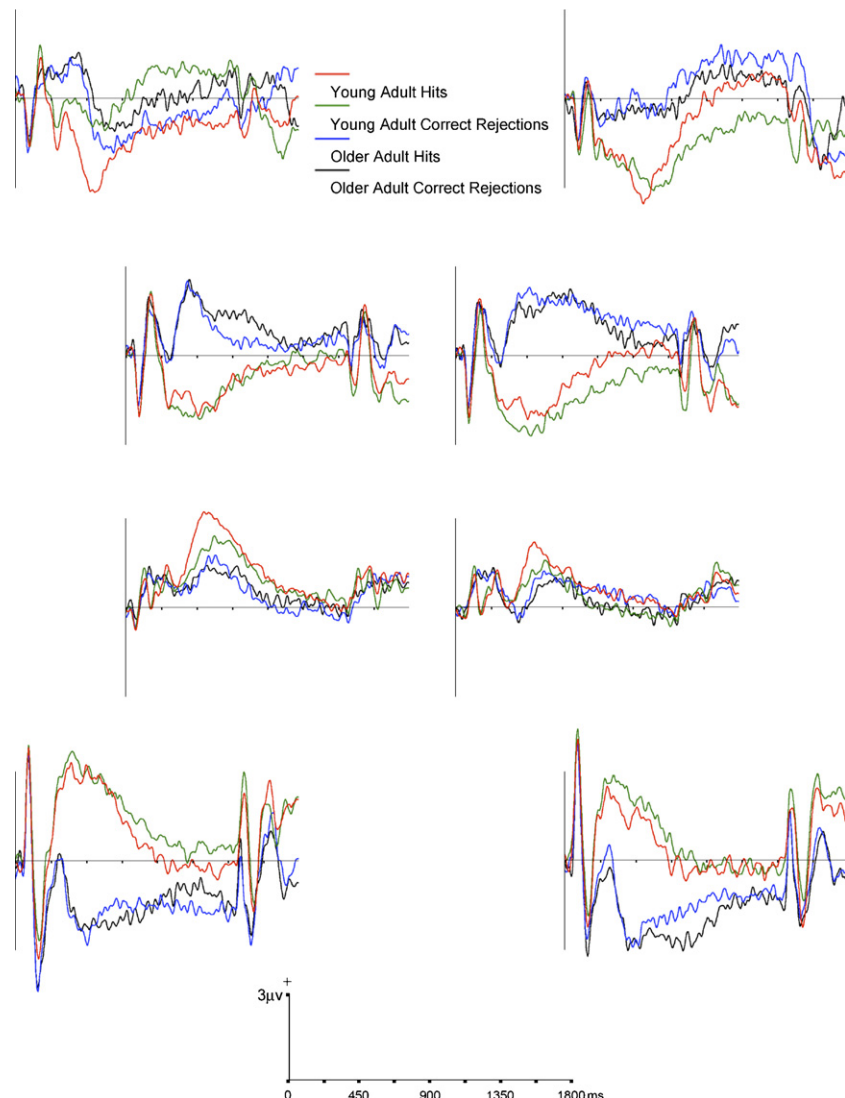 Young Adult Hits
Young Adult Correct Rejections
Older Adult Hits
Older Adult Correct Rejections
+
3μv
0 450 900 1350 1800 ms